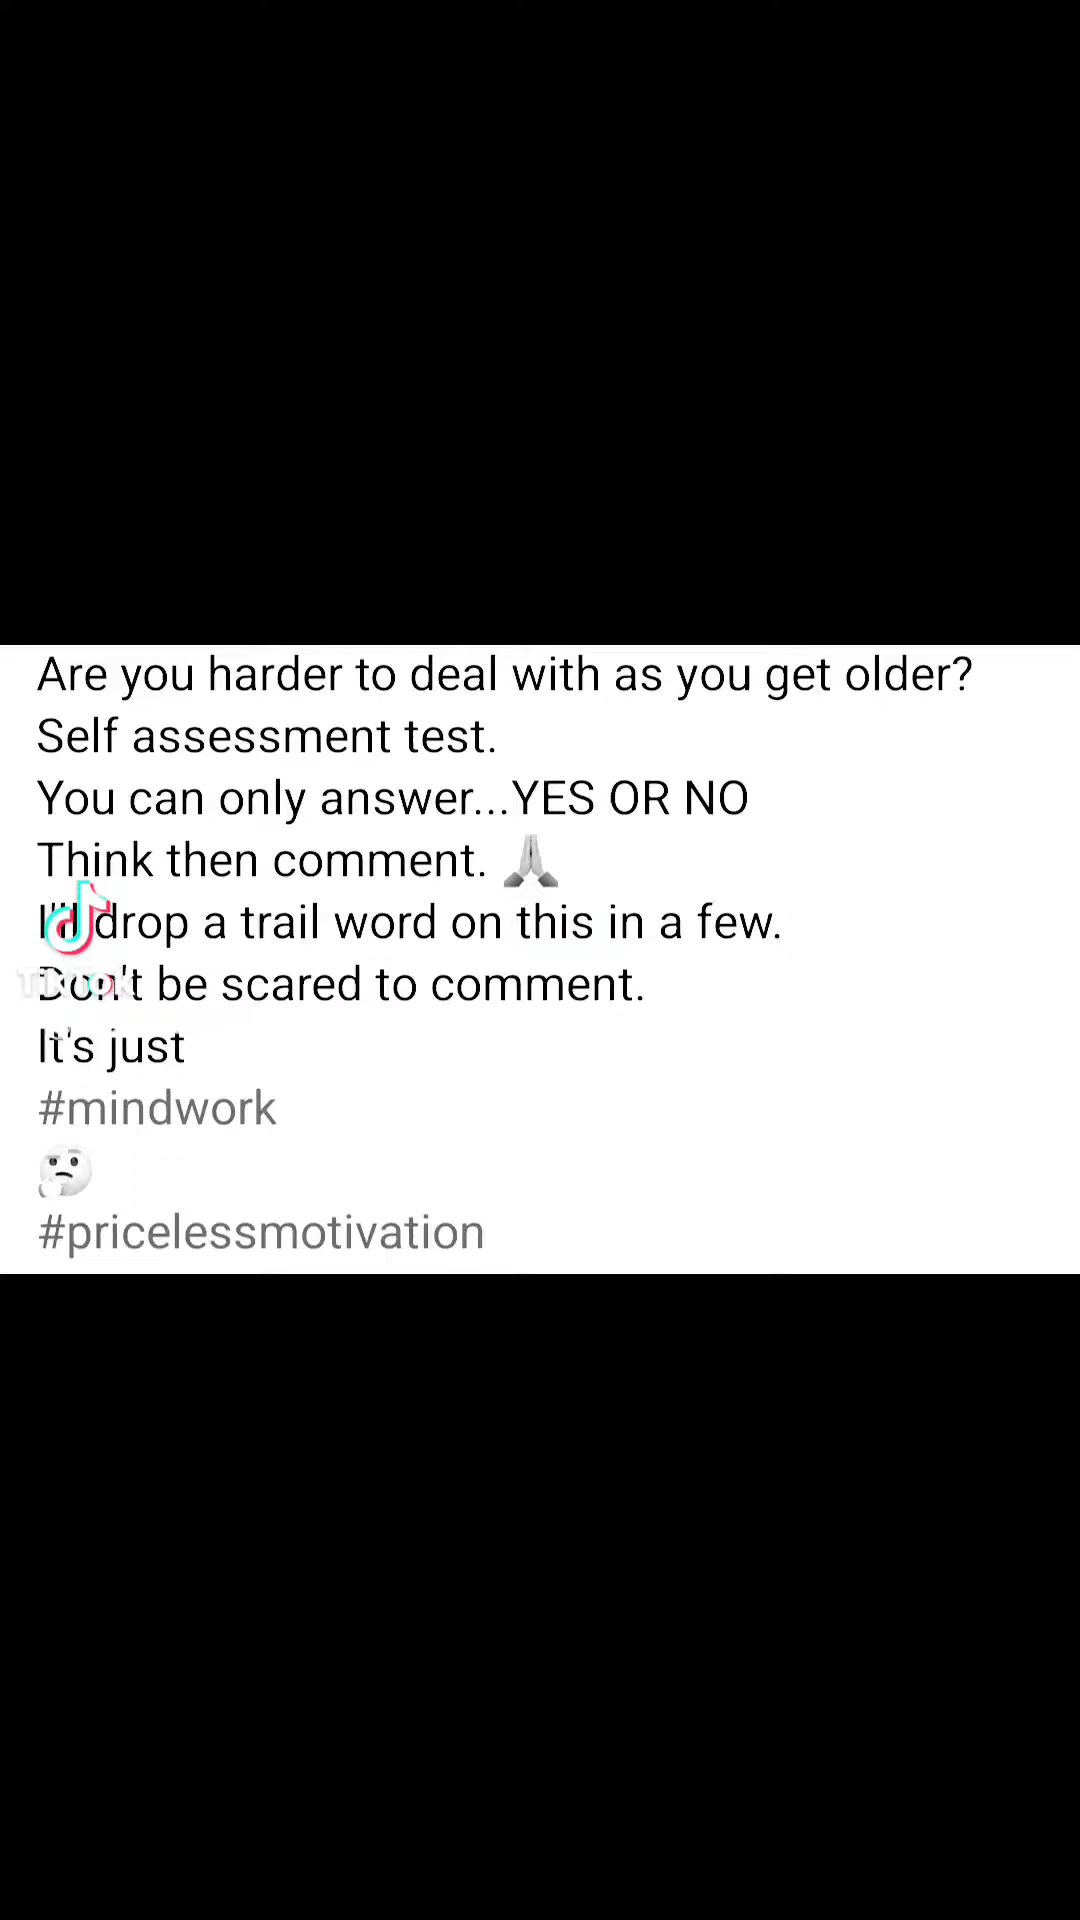 Are you harder to deal with as you get older?
Self assessment test.
You can only answer...YES OR NO
Think then comment. 🙏
I'll drop a trail word on this in a few.
Don't be scared to comment.
It's just
#mindwork
🤔
#pricelessmotivation
TikTok